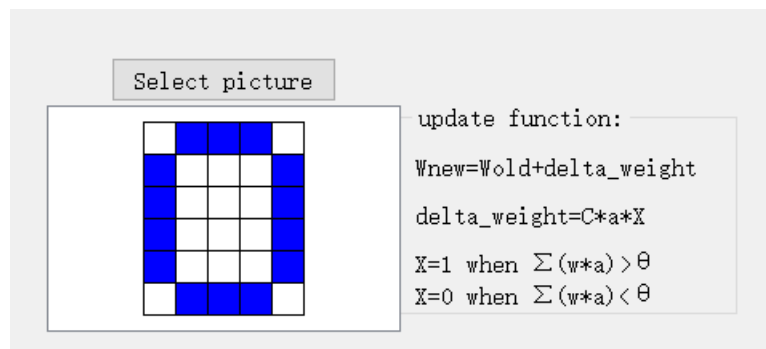 Select picture
update function:
Wnew=Wold+delta_weight
delta_weight=C*a*X
X=1 when Σ(w*a)>θ
X=0 when Σ(w*a)<θ